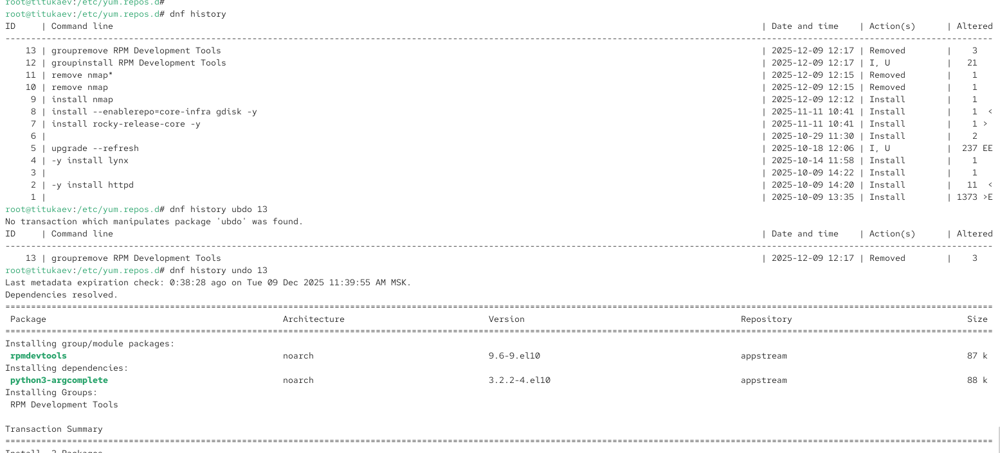 root@titukaev:/etc/yum.repos.d#
root@titukaev:/etc/yum.repos.d# dnf history
ID     | Command line                                                                                                                              | Date and time    | Action(s)      | Altered
------------------------------------------------------------------------------------------------------------------------------------------------------------------------------------------------
    13 | groupremove RPM Development Tools | 2025-12-09 12:17 | Removed        |    3
    12 | groupinstall RPM Development Tools | 2025-12-09 12:17 | I, U           |   21
    11 | remove nmap* | 2025-12-09 12:15 | Removed        |    1
    10 | remove nmap | 2025-12-09 12:15 | Removed        |    1
     9 | install nmap | 2025-12-09 12:12 | Install        |    1
     8 | install --enablerepo=core-infra gdisk -y | 2025-11-11 10:41 | Install        |    1  <
     7 | install rocky-release-core -y | 2025-11-11 10:41 | Install        |    1 >
     6 | | 2025-10-29 11:30 | Install        |    2
     5 | upgrade --refresh | 2025-10-18 12:06 | I, U           |  237 EE
     4 | -y install lynx | 2025-10-14 11:58 | Install        |    1
     3 | | 2025-10-09 14:22 | Install        |    1
     2 | -y install httpd | 2025-10-09 14:20 | Install        |   11  <
     1 | | 2025-10-09 13:35 | Install        | 1373 >E
root@titukaev:/etc/yum.repos.d# dnf history ubdo 13
No transaction which manipulates package 'ubdo' was found.
ID     | Command line | Date and time    | Action(s)      | Altered
------------------------------------------------------------------------------------------------------------------------------------------------------------------------------------------------
    13 | groupremove RPM Development Tools | 2025-12-09 12:17 | Removed        |    3
root@titukaev:/etc/yum.repos.d# dnf history undo 13
Last metadata expiration check: 0:38:28 ago on Tue 09 Dec 2025 11:39:55 AM MSK.
Dependencies resolved.
================================================================================================================================================================================================
 Package Architecture Version Repository Size
================================================================================================================================================================================================
Installing group/module packages:
 rpmdevtools noarch 9.6-9.el10 appstream 87 k
Installing dependencies:
 python3-argcomplete noarch 3.2.2-4.el10 appstream 88 k
Installing Groups:
 RPM Development Tools
Transaction Summary
================================================================================================================================================================================================
Install  2 Packages